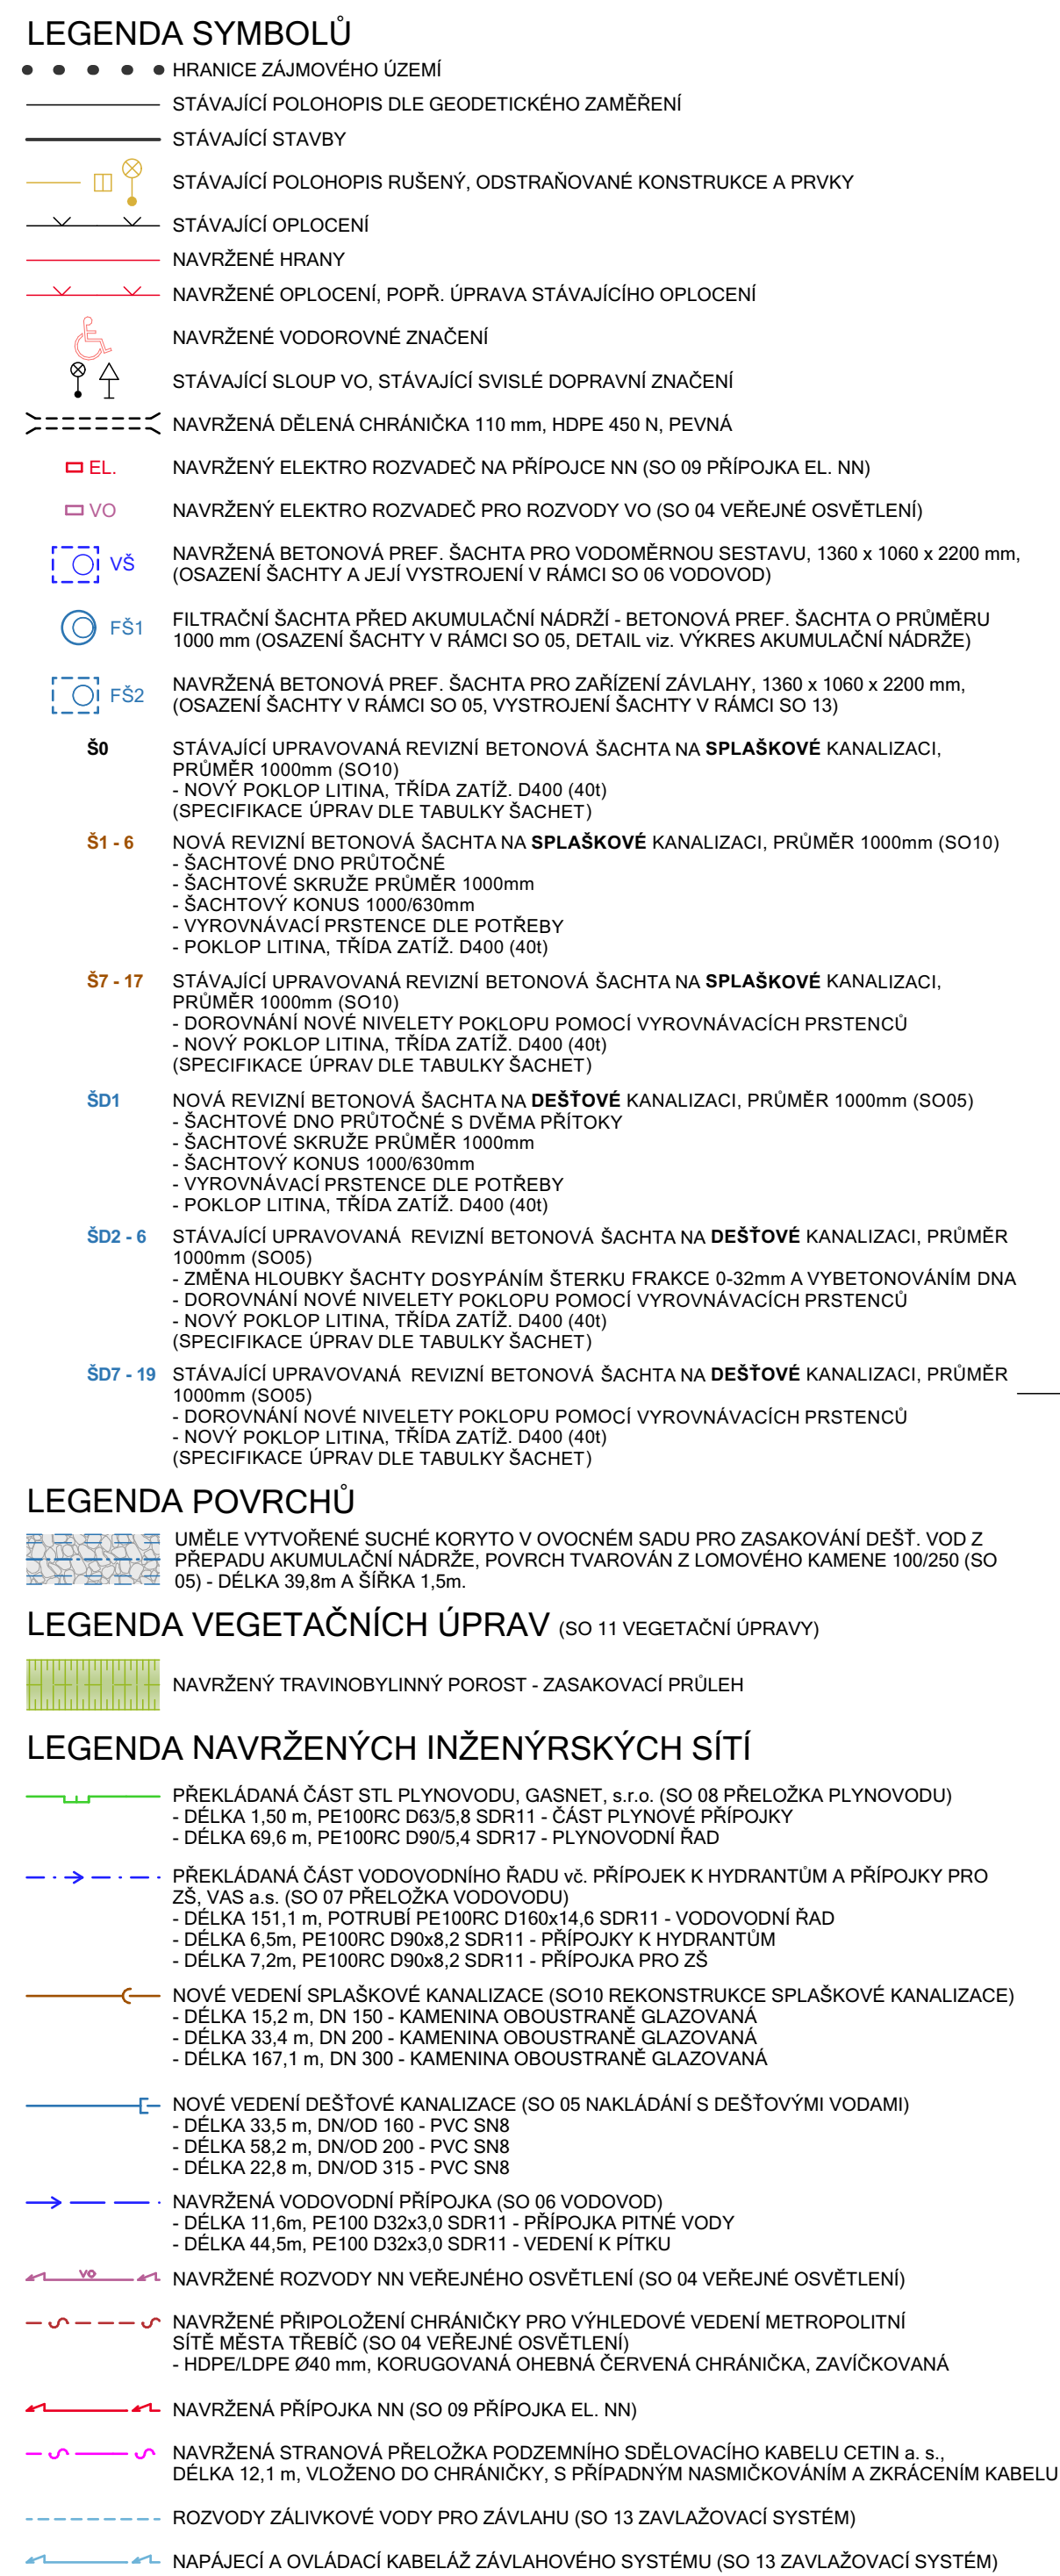 LEGENDA SYMBOLŮ
HRANICE ZÁJMOVÉHO ÚZEMÍ
STÁVAJÍCÍ POLOHOPIS DLE GEODETICKÉHO ZAMĚŘENÍ
STÁVAJÍCÍ STAVBY
STÁVAJÍCÍ POLOHOPIS RUŠENÝ, ODSTRAŇOVANÉ KONSTRUKCE A PRVKY
STÁVAJÍCÍ OPLOCENÍ
NAVRŽENÉ HRANY
NAVRŽENÉ OPLOCENÍ, POPŘ. ÚPRAVA STÁVAJÍCÍHO OPLOCENÍ
NAVRŽENÉ VODOROVNÉ ZNAČENÍ
STÁVAJÍCÍ SLOUP VO, STÁVAJÍCÍ SVISLÉ DOPRAVNÍ ZNAČENÍ
NAVRŽENÁ DĚLENÁ CHRÁNIČKA 110 mm, HDPE 450 N, PEVNÁ
EL. NAVRŽENÝ ELEKTRO ROZVADEČ NA PŘÍPOJCE NN (SO 09 PŘÍPOJKA EL. NN)
VO NAVRŽENÝ ELEKTRO ROZVADEČ PRO ROZVODY VO (SO 04 VEŘEJNÉ OSVĚTLENÍ)
VŠ NAVRŽENÁ BETONOVÁ PREF. ŠACHTA PRO VODOMĚRNOU SESTAVU, 1360 x 1060 x 2200 mm,
(OSAZENÍ ŠACHTY A JEJÍ VYSTROJENÍ V RÁMCI SO 06 VODOVOD)
FŠ1 FILTRAČNÍ ŠACHTA PŘED AKUMULAČNÍ NÁDRŽÍ - BETONOVÁ PREF. ŠACHTA O PRŮMĚRU
1000 mm (OSAZENÍ ŠACHTY V RÁMCI SO 05, DETAIL viz. VÝKRES AKUMULAČNÍ NÁDRŽE)
FŠ2 NAVRŽENÁ BETONOVÁ PREF. ŠACHTA PRO ZAŘÍZENÍ ZÁVLAHY, 1360 x 1060 x 2200 mm,
(OSAZENÍ ŠACHTY V RÁMCI SO 05, VYSTROJENÍ ŠACHTY V RÁMCI SO 13)
Š0 STÁVAJÍCÍ UPRAVOVANÁ REVIZNÍ BETONOVÁ ŠACHTA NA SPLAŠKOVÉ KANALIZACI,
PRŮMĚR 1000mm (SO10)
- NOVÝ POKLOP LITINA, TŘÍDA ZATÍŽ. D400 (40t)
(SPECIFIKACE ÚPRAV DLE TABULKY ŠACHET)
Š1 - 6 NOVÁ REVIZNÍ BETONOVÁ ŠACHTA NA SPLAŠKOVÉ KANALIZACI, PRŮMĚR 1000mm (SO10)
- ŠACHTOVÉ DNO PRŮTOČNÉ
- ŠACHTOVÉ SKRUŽE PRŮMĚR 1000mm
- ŠACHTOVÝ KONUS 1000/630mm
- VYROVNÁVACÍ PRSTENCE DLE POTŘEBY
- POKLOP LITINA, TŘÍDA ZATÍŽ. D400 (40t)
Š7 - 17 STÁVAJÍCÍ UPRAVOVANÁ REVIZNÍ BETONOVÁ ŠACHTA NA SPLAŠKOVÉ KANALIZACI,
PRŮMĚR 1000mm (SO10)
- DOROVNÁNÍ NOVÉ NIVELETY POKLOPU POMOCÍ VYROVNÁVACÍCH PRSTENCŮ
- NOVÝ POKLOP LITINA, TŘÍDA ZATÍŽ. D400 (40t)
(SPECIFIKACE ÚPRAV DLE TABULKY ŠACHET)
ŠD1 NOVÁ REVIZNÍ BETONOVÁ ŠACHTA NA DEŠŤOVÉ KANALIZACI, PRŮMĚR 1000mm (SO05)
- ŠACHTOVÉ DNO PRŮTOČNÉ S DVĚMA PŘÍTOKY
- ŠACHTOVÉ SKRUŽE PRŮMĚR 1000mm
- ŠACHTOVÝ KONUS 1000/630mm
- VYROVNÁVACÍ PRSTENCE DLE POTŘEBY
- POKLOP LITINA, TŘÍDA ZATÍŽ. D400 (40t)
ŠD2 - 6 STÁVAJÍCÍ UPRAVOVANÁ REVIZNÍ BETONOVÁ ŠACHTA NA DEŠŤOVÉ KANALIZACI, PRŮMĚR
1000mm (SO05)
- ZMĚNA HLOUBKY ŠACHTY DOSYPÁNÍM ŠTERKU FRAKCE 0-32mm A VYBETONOVÁNÍM DNA
- DOROVNÁNÍ NOVÉ NIVELETY POKLOPU POMOCÍ VYROVNÁVACÍCH PRSTENCŮ
- NOVÝ POKLOP LITINA, TŘÍDA ZATÍŽ. D400 (40t)
(SPECIFIKACE ÚPRAV DLE TABULKY ŠACHET)
ŠD7 - 19 STÁVAJÍCÍ UPRAVOVANÁ REVIZNÍ BETONOVÁ ŠACHTA NA DEŠŤOVÉ KANALIZACI, PRŮMĚR
1000mm (SO05)
- DOROVNÁNÍ NOVÉ NIVELETY POKLOPU POMOCÍ VYROVNÁVACÍCH PRSTENCŮ
- NOVÝ POKLOP LITINA, TŘÍDA ZATÍŽ. D400 (40t)
(SPECIFIKACE ÚPRAV DLE TABULKY ŠACHET)
LEGENDA POVRCHŮ
UMĚLE VYTVOŘENÉ SUCHÉ KORYTO V OVOCNÉM SADU PRO ZASAKOVÁNÍ DEŠŤ. VOD Z
PŘEPADU AKUMULAČNÍ NÁDRŽE, POVRCH TVAROVÁN Z LOMOVÉHO KAMENE 100/250 (SO
05) - DÉLKA 39,8m A ŠÍŘKA 1,5m.
LEGENDA VEGETAČNÍCH ÚPRAV (SO 11 VEGETAČNÍ ÚPRAVY)
NAVRŽENÝ TRAVINOBYLINNÝ POROST - ZASAKOVACÍ PRŮLEH
LEGENDA NAVRŽENÝCH INŽENÝRSKÝCH SÍTÍ
PŘEKLÁDANÁ ČÁST STL PLYNOVODU, GASNET, s.r.o. (SO 08 PŘELOŽKA PLYNOVODU)
- DÉLKA 1,50 m, PE100RC D63/5,8 SDR11 - ČÁST PLYNOVÉ PŘÍPOJKY
- DÉLKA 69,6 m, PE100RC D90/5,4 SDR17 - PLYNOVODNÍ ŘAD
PŘEKLÁDANÁ ČÁST VODOVODNÍHO ŘADU vč. PŘÍPOJEK K HYDRANTŮM A PŘÍPOJKY PRO
ZŠ, VAS a.s. (SO 07 PŘELOŽKA VODOVODU)
- DÉLKA 151,1 m, POTRUBÍ PE100RC D160x14,6 SDR11 - VODOVODNÍ ŘAD
- DÉLKA 6,5m, PE100RC D90x8,2 SDR11 - PŘÍPOJKY K HYDRANTŮM
- DÉLKA 7,2m, PE100RC D90x8,2 SDR11 - PŘÍPOJKA PRO ZŠ
NOVÉ VEDENÍ SPLAŠKOVÉ KANALIZACE (SO10 REKONSTRUKCE SPLAŠKOVÉ KANALIZACE)
- DÉLKA 15,2 m, DN 150 - KAMENINA OBOUSTRANĚ GLAZOVANÁ
- DÉLKA 33,4 m, DN 200 - KAMENINA OBOUSTRANĚ GLAZOVANÁ
- DÉLKA 167,1 m, DN 300 - KAMENINA OBOUSTRANĚ GLAZOVANÁ
NOVÉ VEDENÍ DEŠŤOVÉ KANALIZACE (SO 05 NAKLÁDÁNÍ S DEŠŤOVÝMI VODAMI)
- DÉLKA 33,5 m, DN/OD 160 - PVC SN8
- DÉLKA 58,2 m, DN/OD 200 - PVC SN8
- DÉLKA 22,8 m, DN/OD 315 - PVC SN8
NAVRŽENÁ VODOVODNÍ PŘÍPOJKA (SO 06 VODOVOD)
- DÉLKA 11,6m, PE100 D32x3,0 SDR11 - PŘÍPOJKA PITNÉ VODY
- DÉLKA 44,5m, PE100 D32x3,0 SDR11 - VEDENÍ K PÍTKU
VO NAVRŽENÉ ROZVODY NN VEŘEJNÉHO OSVĚTLENÍ (SO 04 VEŘEJNÉ OSVĚTLENÍ)
NAVRŽENÉ PŘIPOLOŽENÍ CHRÁNIČKY PRO VÝHLEDOVÉ VEDENÍ METROPOLITNÍ
SÍTĚ MĚSTA TŘEBÍČ (SO 04 VEŘEJNÉ OSVĚTLENÍ)
- HDPE/LDPE Ø40 mm, KORUGOVANÁ OHEBNÁ ČERVENÁ CHRÁNIČKA, ZAVÍČKOVANÁ
NAVRŽENÁ PŘÍPOJKA NN (SO 09 PŘÍPOJKA EL. NN)
NAVRŽENÁ STRANOVÁ PŘELOŽKA PODZEMNÍHO SDĚLOVACÍHO KABELU CETIN a. s.,
DÉLKA 12,1 m, VLOŽENO DO CHRÁNIČKY, S PŘÍPADNÝM NASMIČKOVÁNÍM A ZKRÁCENÍM KABELU
ROZVODY ZÁLIVKOVÉ VODY PRO ZÁVLAHU (SO 13 ZAVLAŽOVACÍ SYSTÉM)
NAPÁJECÍ A OVLÁDACÍ KABELÁŽ ZÁVLAHOVÉHO SYSTÉMU (SO 13 ZAVLAŽOVACÍ SYSTÉM)